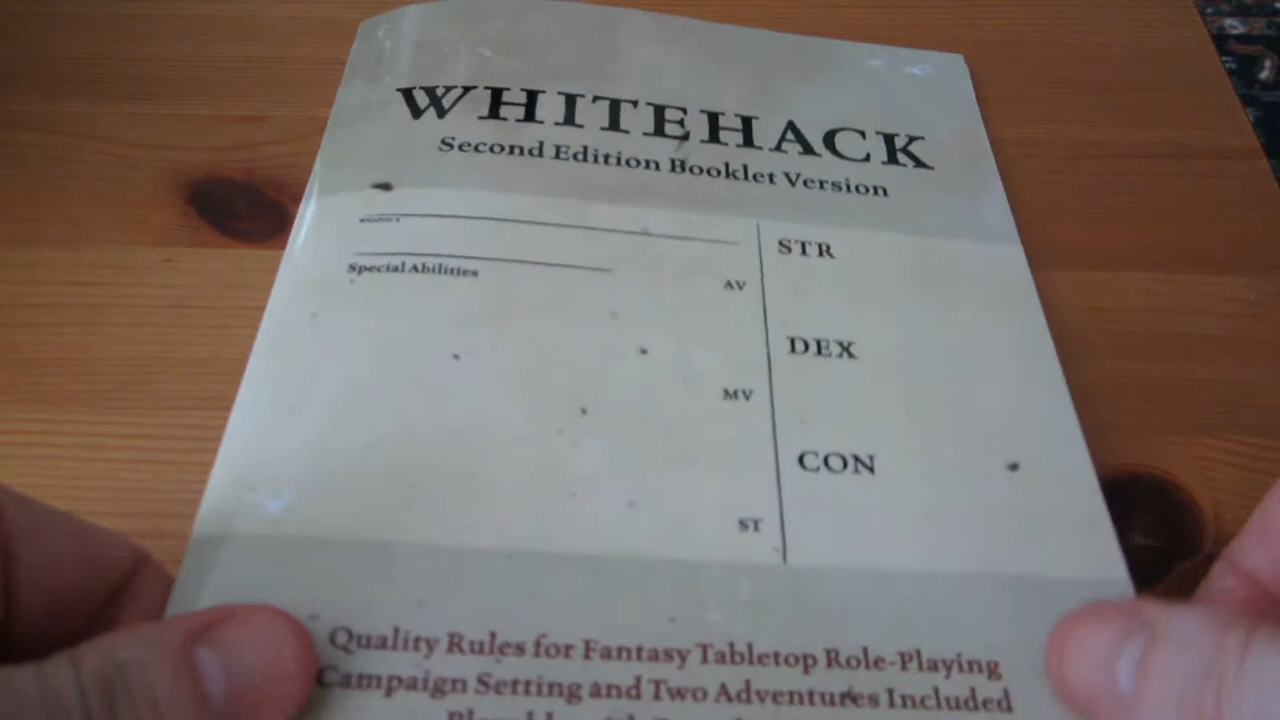 WHITEHACK
Second Edition Booklet Version
Special Abilities
AV
MV
ST
STR
DEX
CON
Quality Rules for Fantasy Tabletop Role-Playing
Campaign Setting and Two Adventures Included